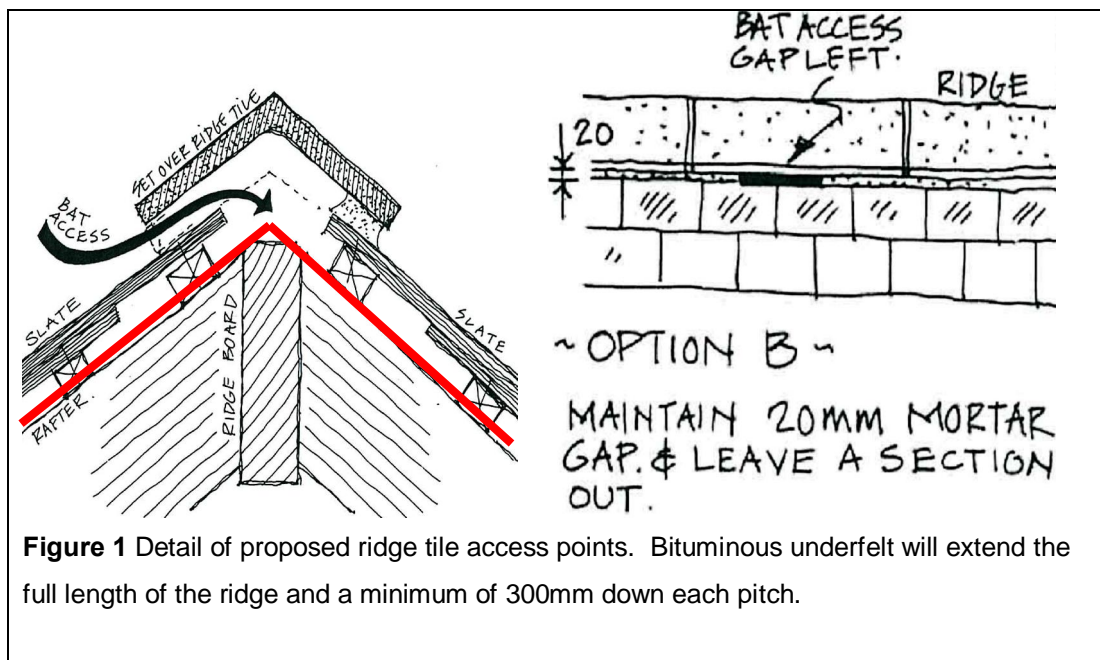 SET OVER RIDGE TILE
BAT
ACCESS
SLATE
RAFTER.
RIDGE BOARD
SLATE
BAT ACCESS
GAP LEFT.
RIDGE
20
~ OPTION B ~
MAINTAIN 20mm MORTAR
GAP. & LEAVE A SECTION
OUT.
Figure 1 Detail of proposed ridge tile access points. Bituminous underfelt will extend the
full length of the ridge and a minimum of 300mm down each pitch.